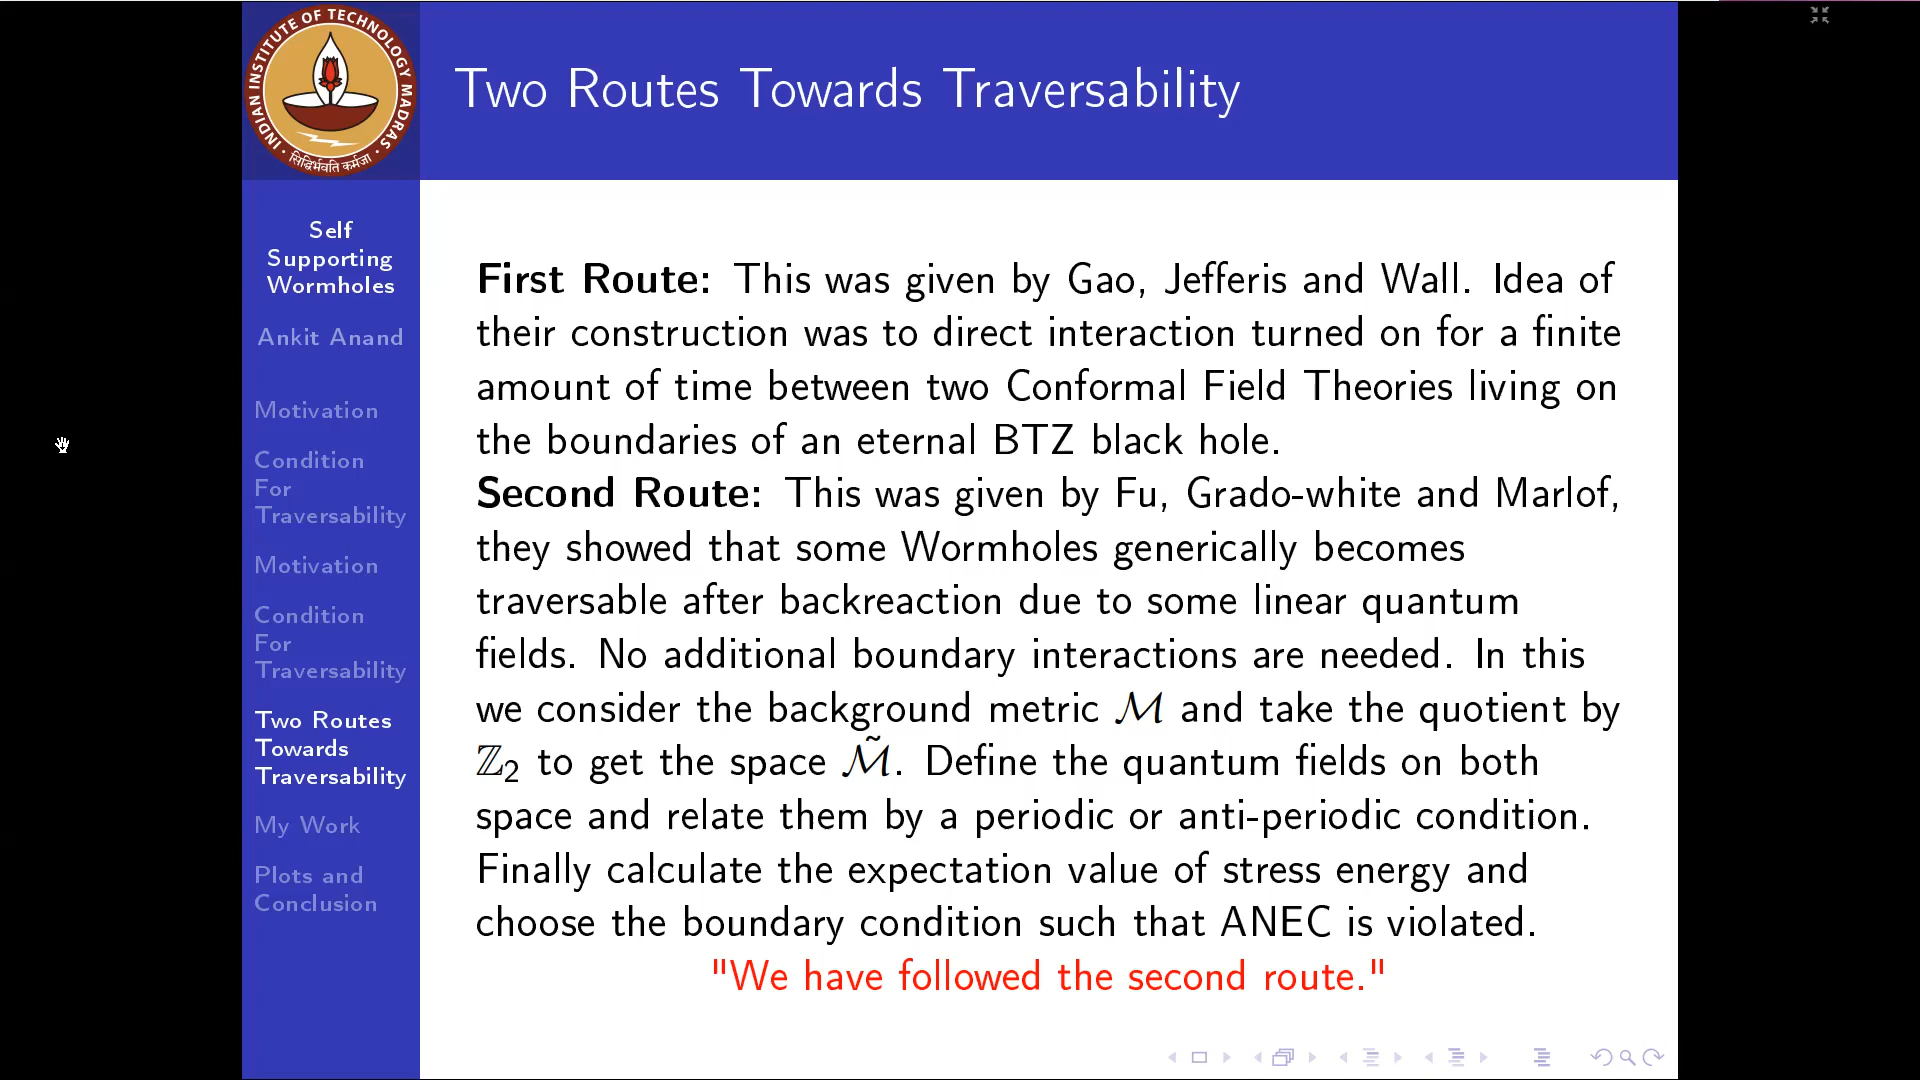 INDIAN INSTITUTE OF TECHNOLOGY MADRAS
सिद्धिर्भवति कर्मजा
Two Routes Towards Traversability
Self
Supporting
Wormholes
Ankit Anand
Motivation
Condition
For
Traversability
Motivation
Condition
For
Traversability
Two Routes
Towards
Traversability
My Work
Plots and
Conclusion
First Route: This was given by Gao, Jefferis and Wall. Idea of
their construction was to direct interaction turned on for a finite
amount of time between two Conformal Field Theories living on
the boundaries of an eternal BTZ black hole.
Second Route: This was given by Fu, Grado-white and Marlof,
they showed that some Wormholes generically becomes
traversable after backreaction due to some linear quantum
fields. No additional boundary interactions are needed. In this
we consider the background metric ℳ and take the quotient by
ℤ₂ to get the space ℳ̃. Define the quantum fields on both
space and relate them by a periodic or anti-periodic condition.
Finally calculate the expectation value of stress energy and
choose the boundary condition such that ANEC is violated.
"We have followed the second route."